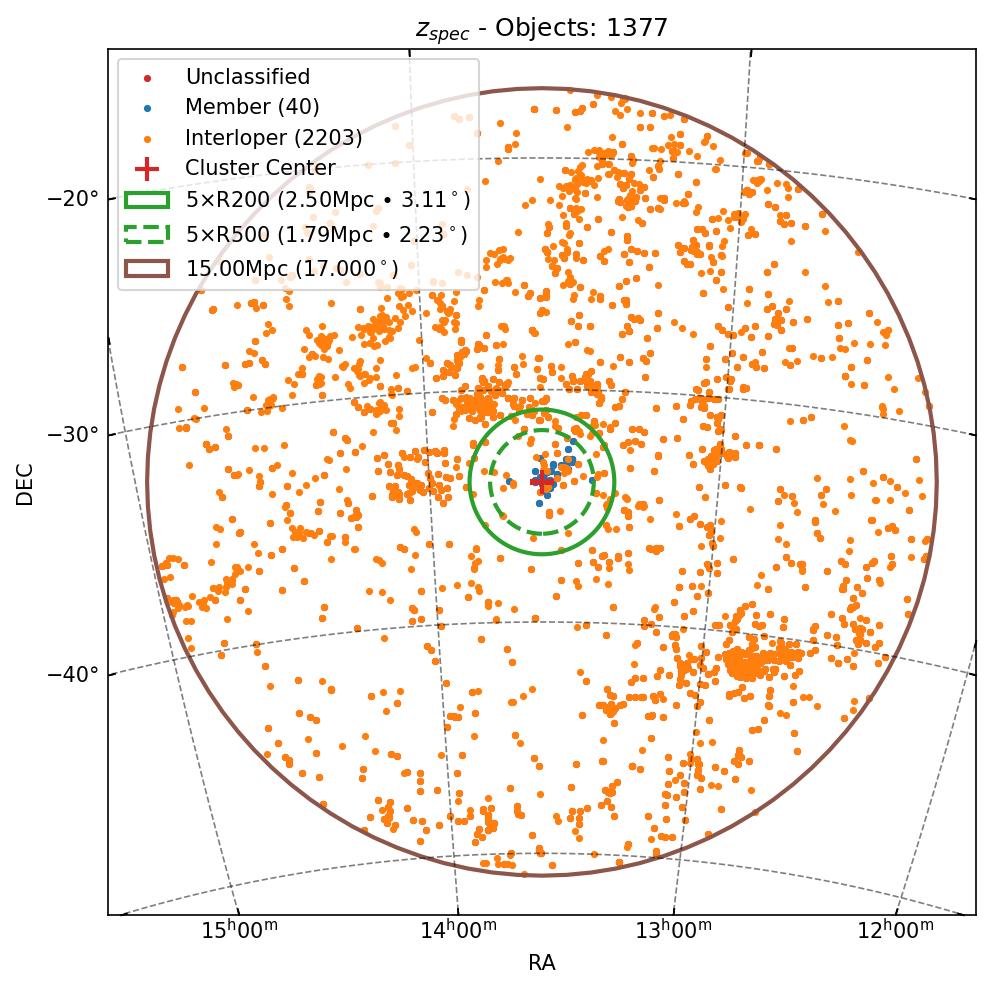 z_spec - Objects: 1377
Unclassified
Member (40)
Interloper (2203)
Cluster Center
5×R200 (2.50Mpc • 3.11°)
5×R500 (1.79Mpc • 2.23°)
15.00Mpc (17.000°)
−20°
−30°
−40°
DEC
15ʰ00ᵐ 14ʰ00ᵐ 13ʰ00ᵐ 12ʰ00ᵐ
RA